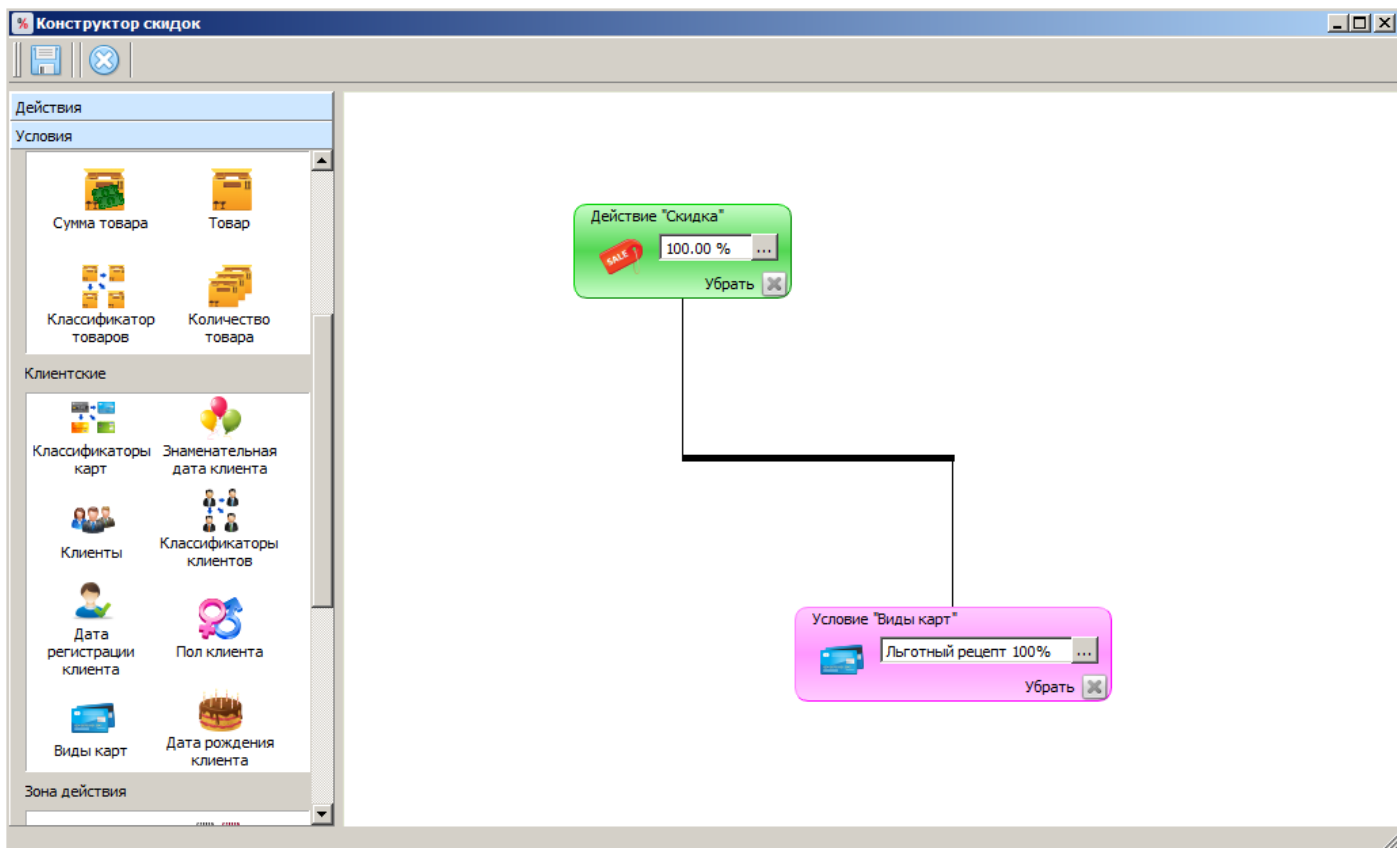 % Конструктор скидок
Действия
Условия
Сумма товара
Товар
Классификатор
товаров
Количество
товара
Клиентские
Классификаторы
карт
Знаменательная
дата клиента
Клиенты
Классификаторы
клиентов
Дата
регистрации
клиента
Пол клиента
Виды карт
Дата рождения
клиента
Зона действия
Действие "Скидка"
SALE
100.00 %
...
Убрать
Условие "Виды карт"
Льготный рецепт 100%
...
Убрать